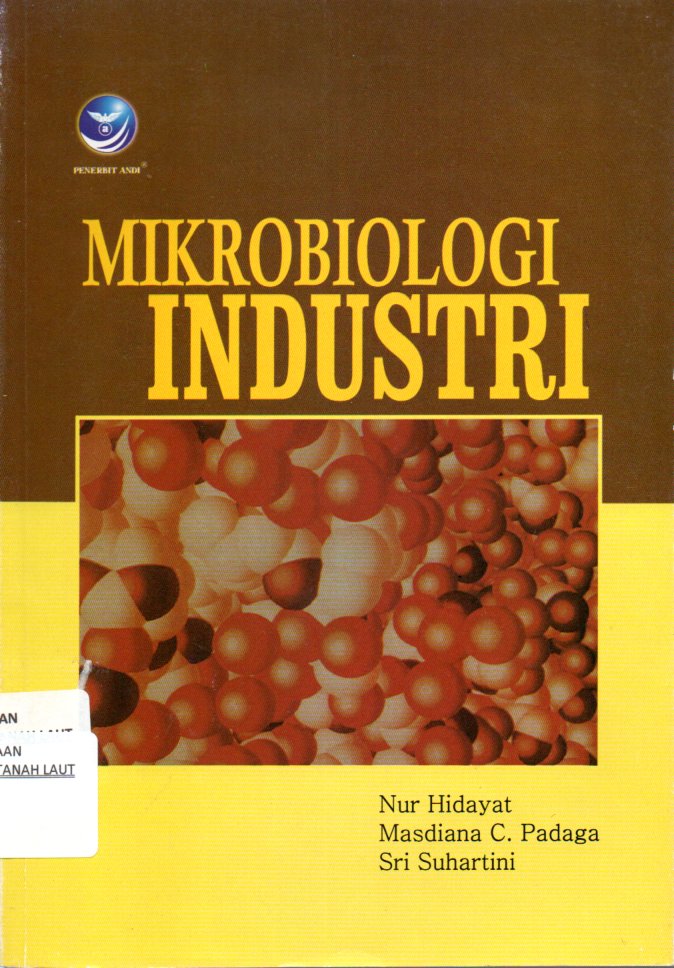 a
PENERBIT ANDI®
MIKROBIOLOGI
INDUSTRI
AN
AAN
TANAH LAUT
Nur Hidayat
Masdiana C. Padaga
Sri Suhartini